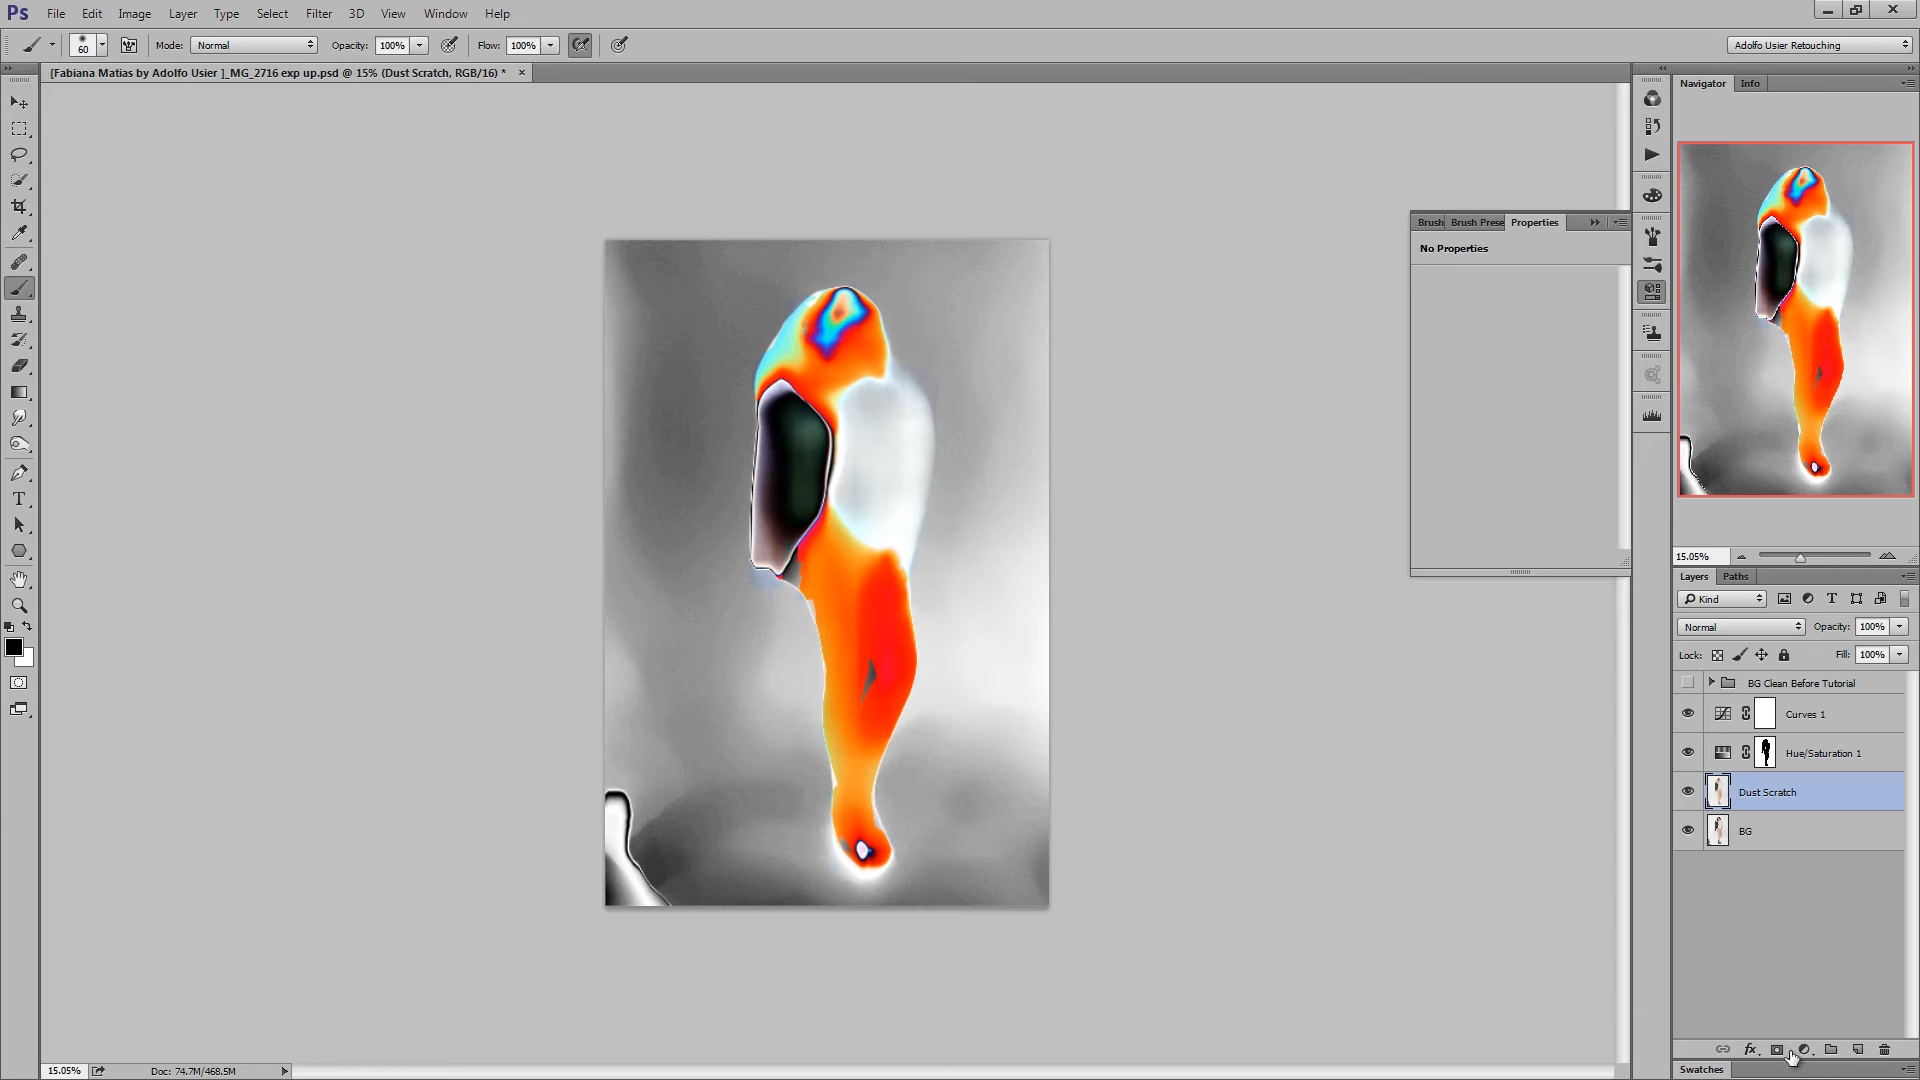 Ps File Edit Image Layer Type Select Filter 3D View Window Help
60 Mode: Normal Opacity: 100% Flow: 100% Adolfo Usier Retouching
[Fabiana Matias by Adolfo Usier ]_MG_2716 exp up.psd @ 15% (Dust Scratch, RGB/16) * ×
Navigator Info
Brush Brush Prese Properties
No Properties
15.05%
Layers Paths
Kind
Normal Opacity: 100%
Lock: Fill: 100%
BG Clean Before Tutorial
Curves 1
Hue/Saturation 1
Dust Scratch
BG
fx
15.05% Doc: 74.7M/468.5M
Swatches